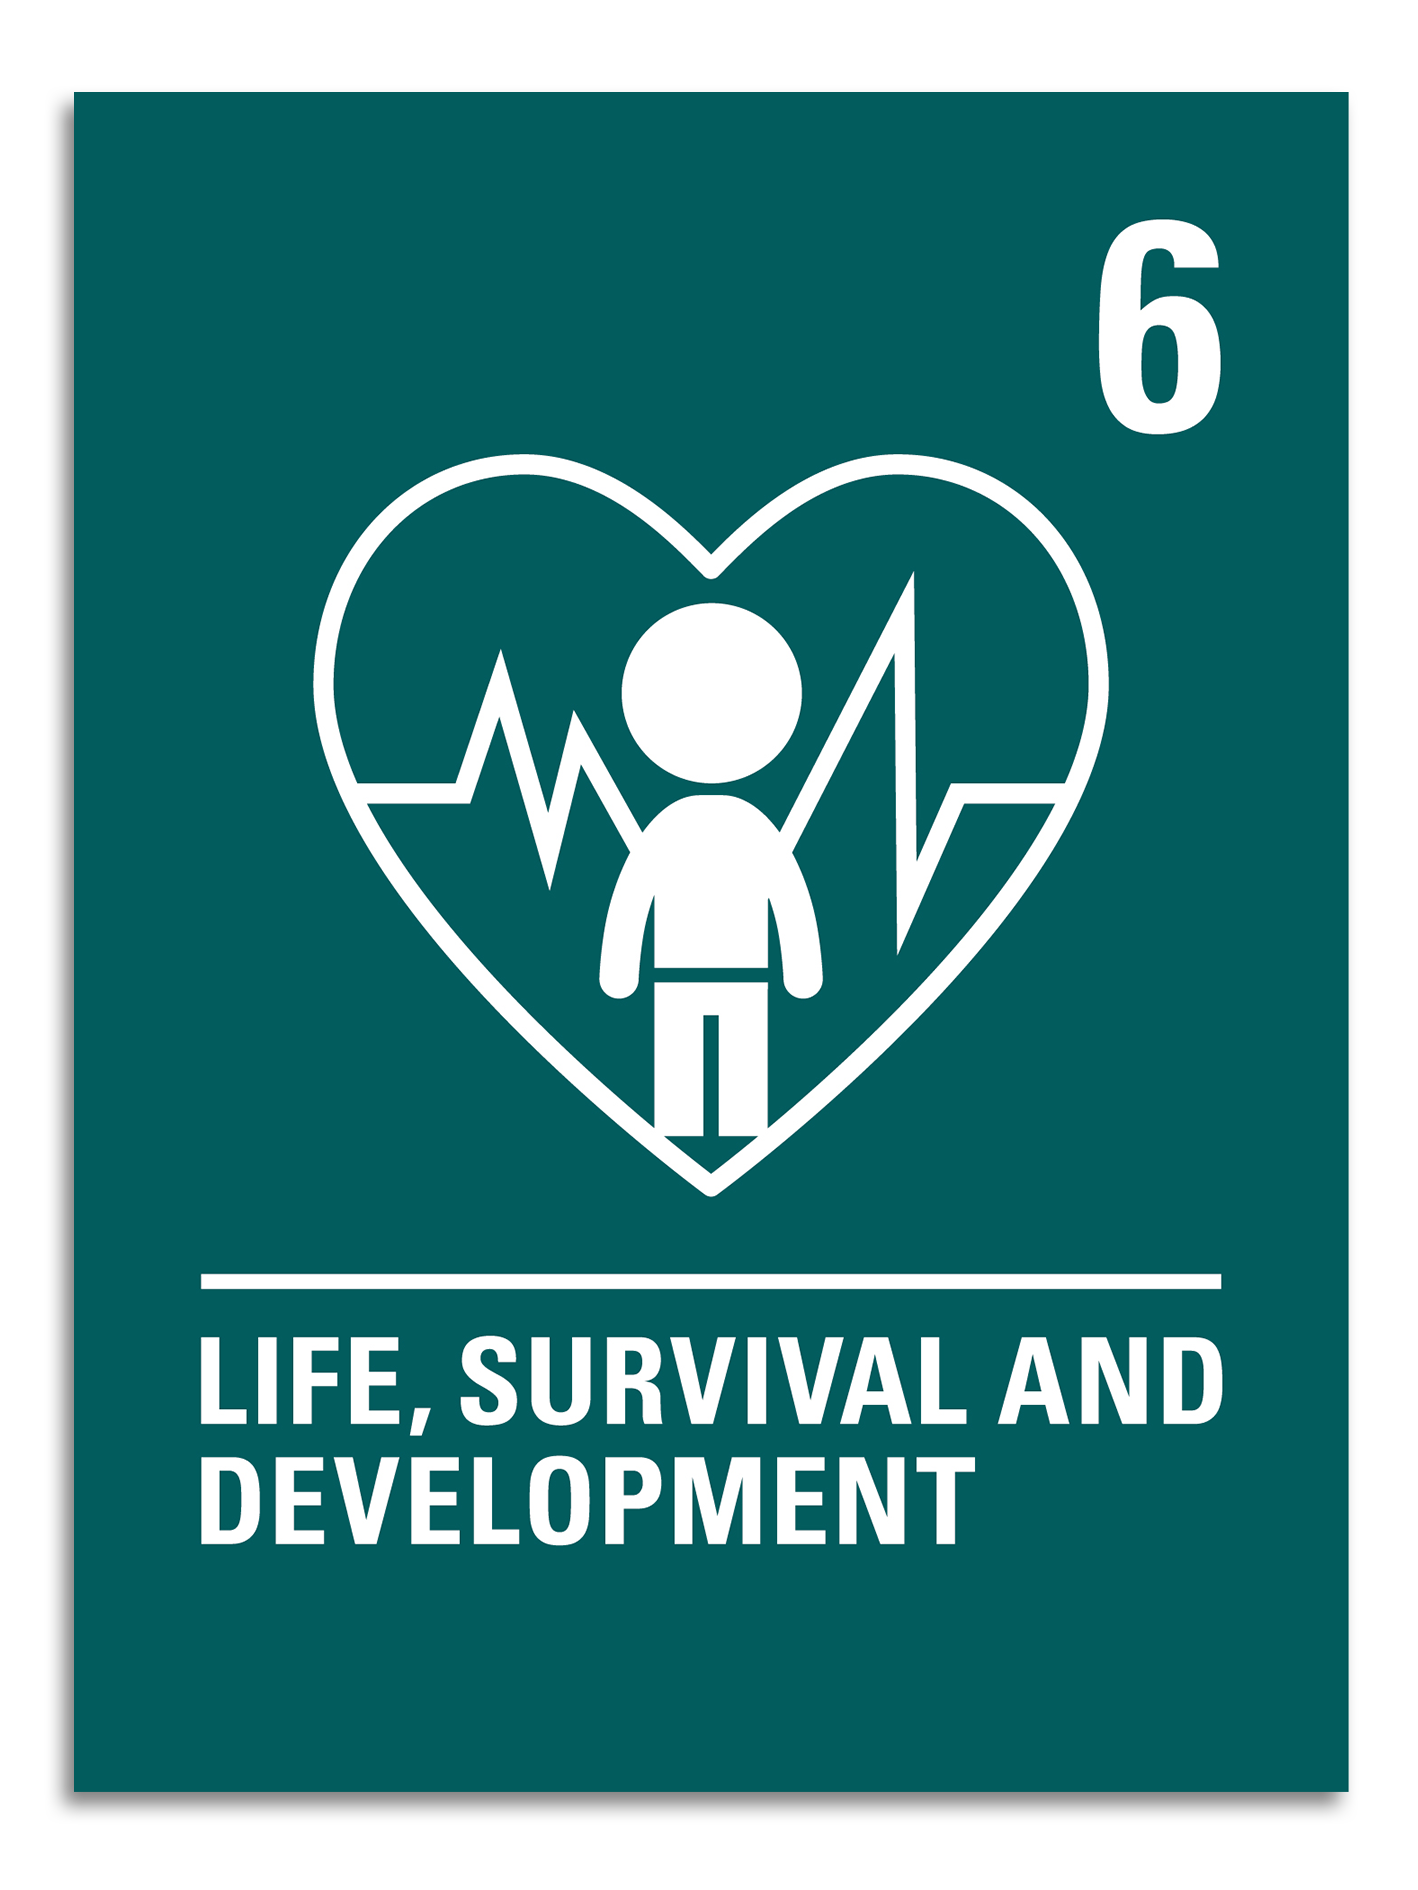 6
LIFE, SURVIVAL AND
DEVELOPMENT